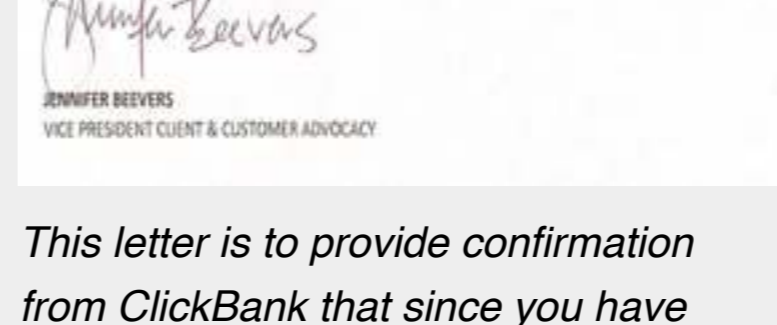 Jennifer Beevers
JENNIFER BEEVERS
VICE PRESIDENT CLIENT & CUSTOMER ADVOCACY
This letter is to provide confirmation
from ClickBank that since you have